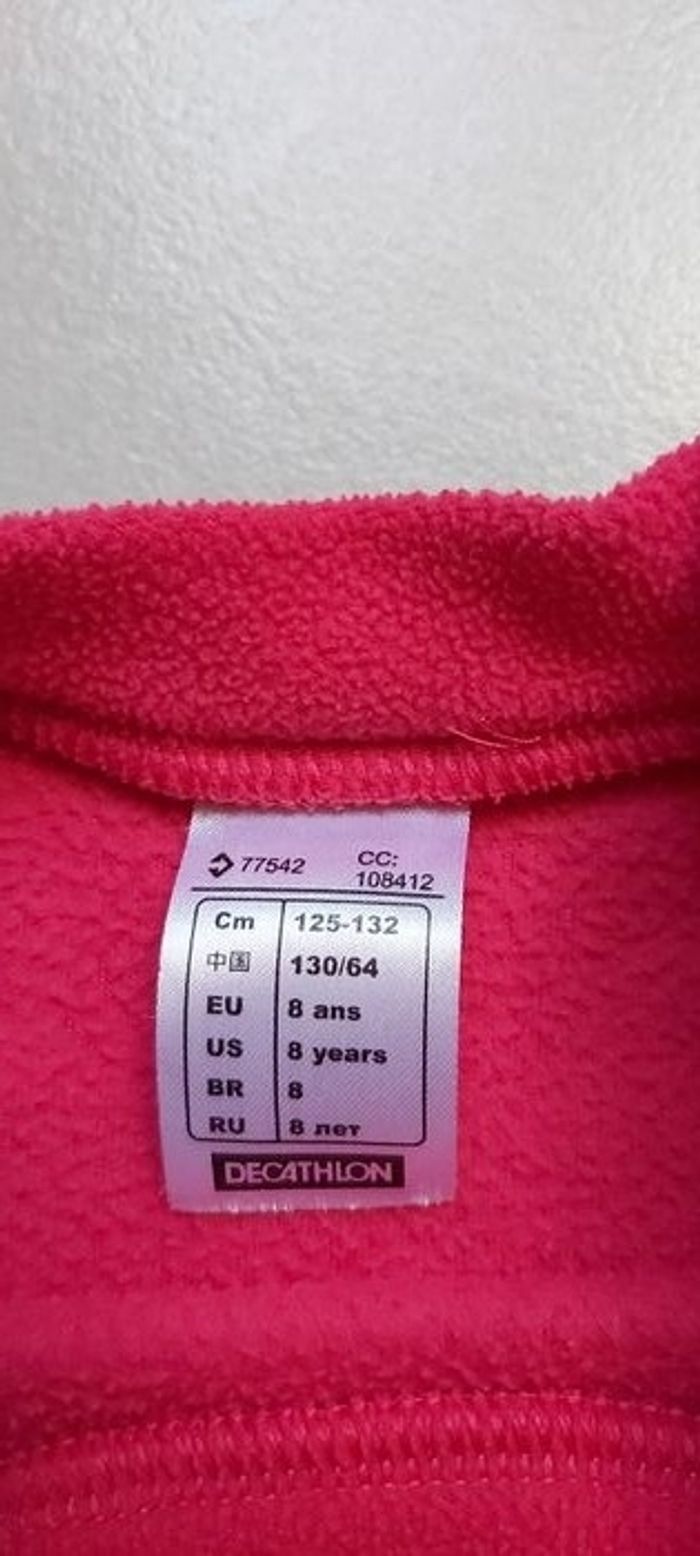 77542 CC: 108412
Cm 125-132
中国 130/64
EU 8 ans
US 8 years
BR 8
RU 8 лет
DECATHLON